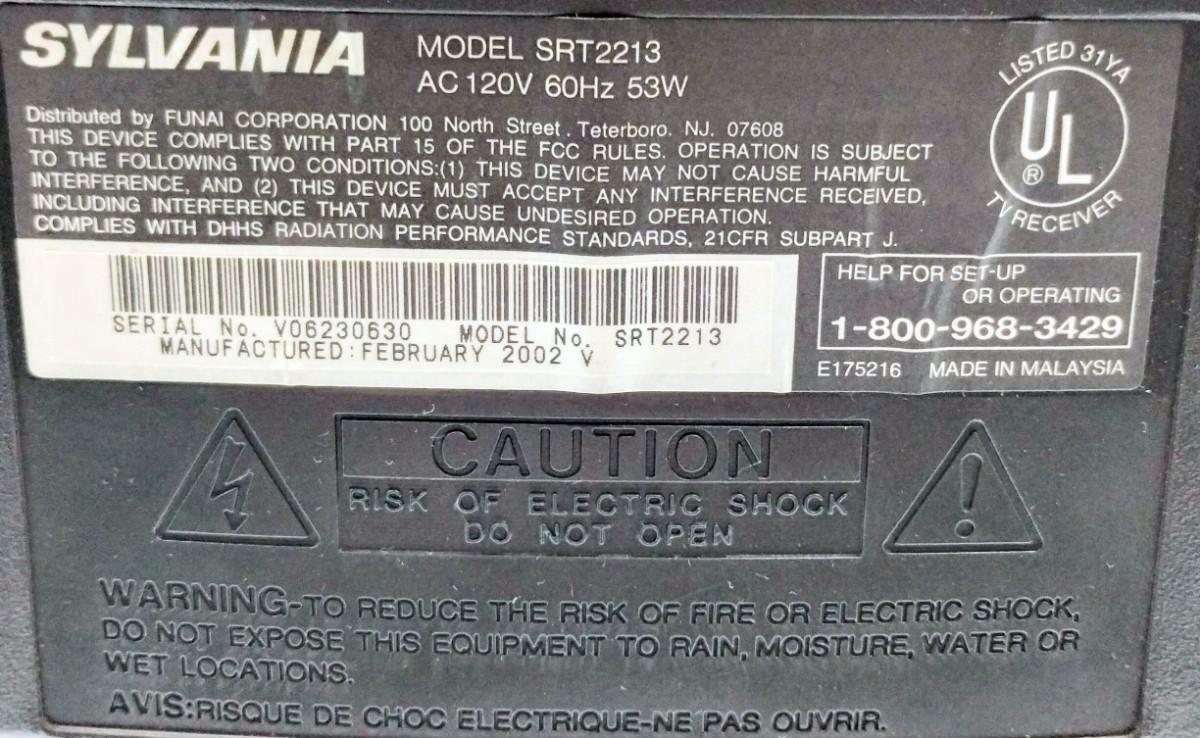 SYLVANIA
MODEL SRT2213
AC 120V 60Hz 53W
LISTED 31YA
UL
®
TV RECEIVER
Distributed by FUNAI CORPORATION 100 North Street. Teterboro. NJ. 07608
THIS DEVICE COMPLIES WITH PART 15 OF THE FCC RULES. OPERATION IS SUBJECT
TO THE FOLLOWING TWO CONDITIONS:(1) THIS DEVICE MAY NOT CAUSE HARMFUL
INTERFERENCE, AND (2) THIS DEVICE MUST ACCEPT ANY INTERFERENCE RECEIVED,
INCLUDING INTERFERENCE THAT MAY CAUSE UNDESIRED OPERATION.
COMPLIES WITH DHHS RADIATION PERFORMANCE STANDARDS, 21CFR SUBPART J.
SERIAL No. V06230630 MODEL No. SRT2213
MANUFACTURED:FEBRUARY 2002 V
HELP FOR SET-UP
OR OPERATING
1-800-968-3429
E175216 MADE IN MALAYSIA
CAUTION
RISK OF ELECTRIC SHOCK
DO NOT OPEN
WARNING-TO REDUCE THE RISK OF FIRE OR ELECTRIC SHOCK,
DO NOT EXPOSE THIS EQUIPMENT TO RAIN, MOISTURE, WATER OR
WET LOCATIONS.
AVIS:RISQUE DE CHOC ELECTRIQUE-NE PAS OUVRIR.